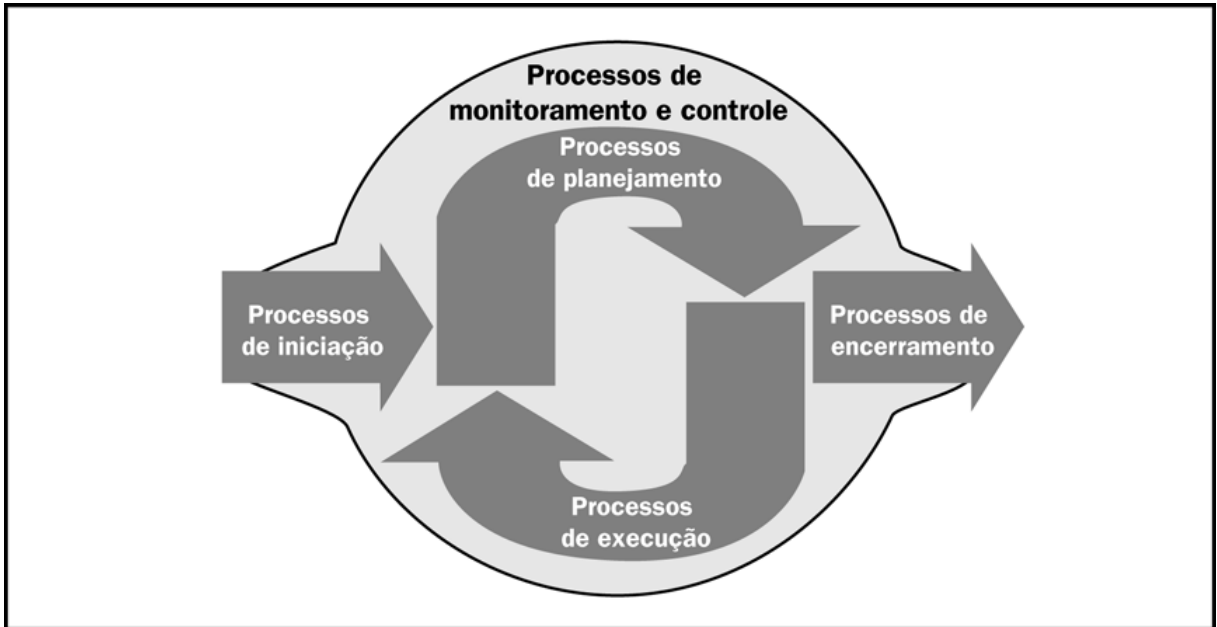 Processos de
monitoramento e controle
Processos
de planejamento
Processos
de iniciação
Processos de
encerramento
Processos
de execução